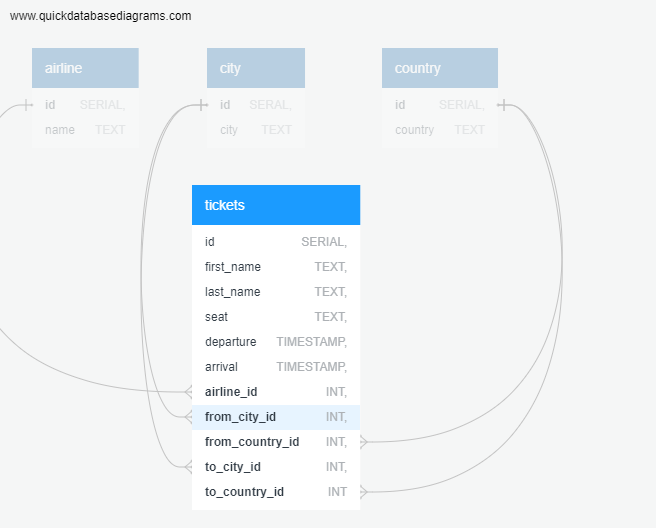 www.quickdatabasediagrams.com
airline
id SERIAL,
name TEXT
city
id SERAL,
city TEXT
country
id SERIAL,
country TEXT
tickets
id SERIAL,
first_name TEXT,
last_name TEXT,
seat TEXT,
departure TIMESTAMP,
arrival TIMESTAMP,
airline_id INT,
from_city_id INT,
from_country_id INT,
to_city_id INT,
to_country_id INT